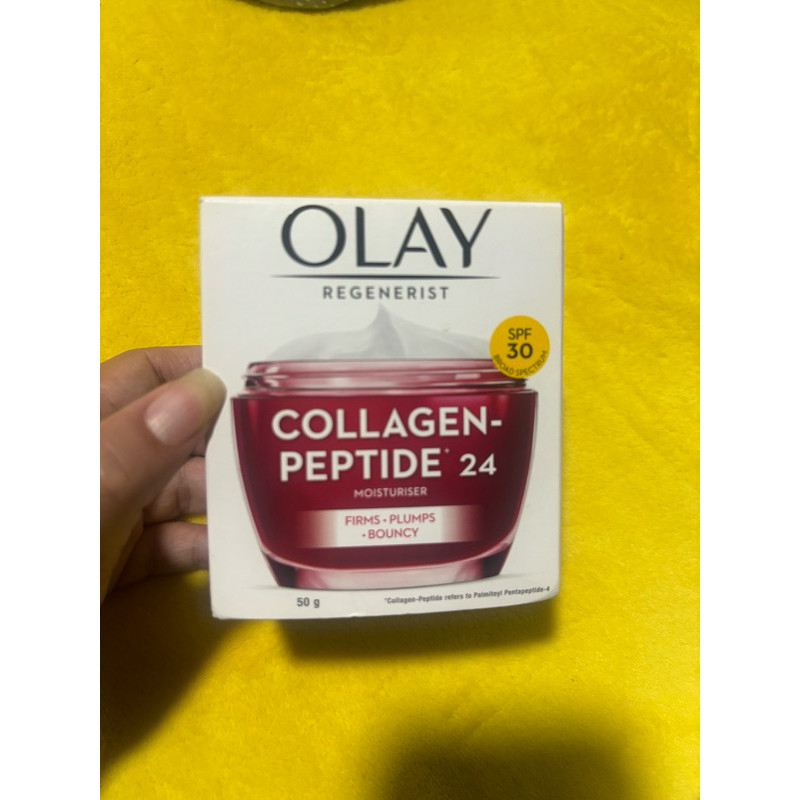 OLAY
REGENERIST
SPF
30
BROAD SPECTRUM
COLLAGEN-
PEPTIDE* 24
MOISTURISER
FIRMS • PLUMPS
• BOUNCY
50 g
*Collagen-Peptide refers to Palmitoyl Pentapeptide-4